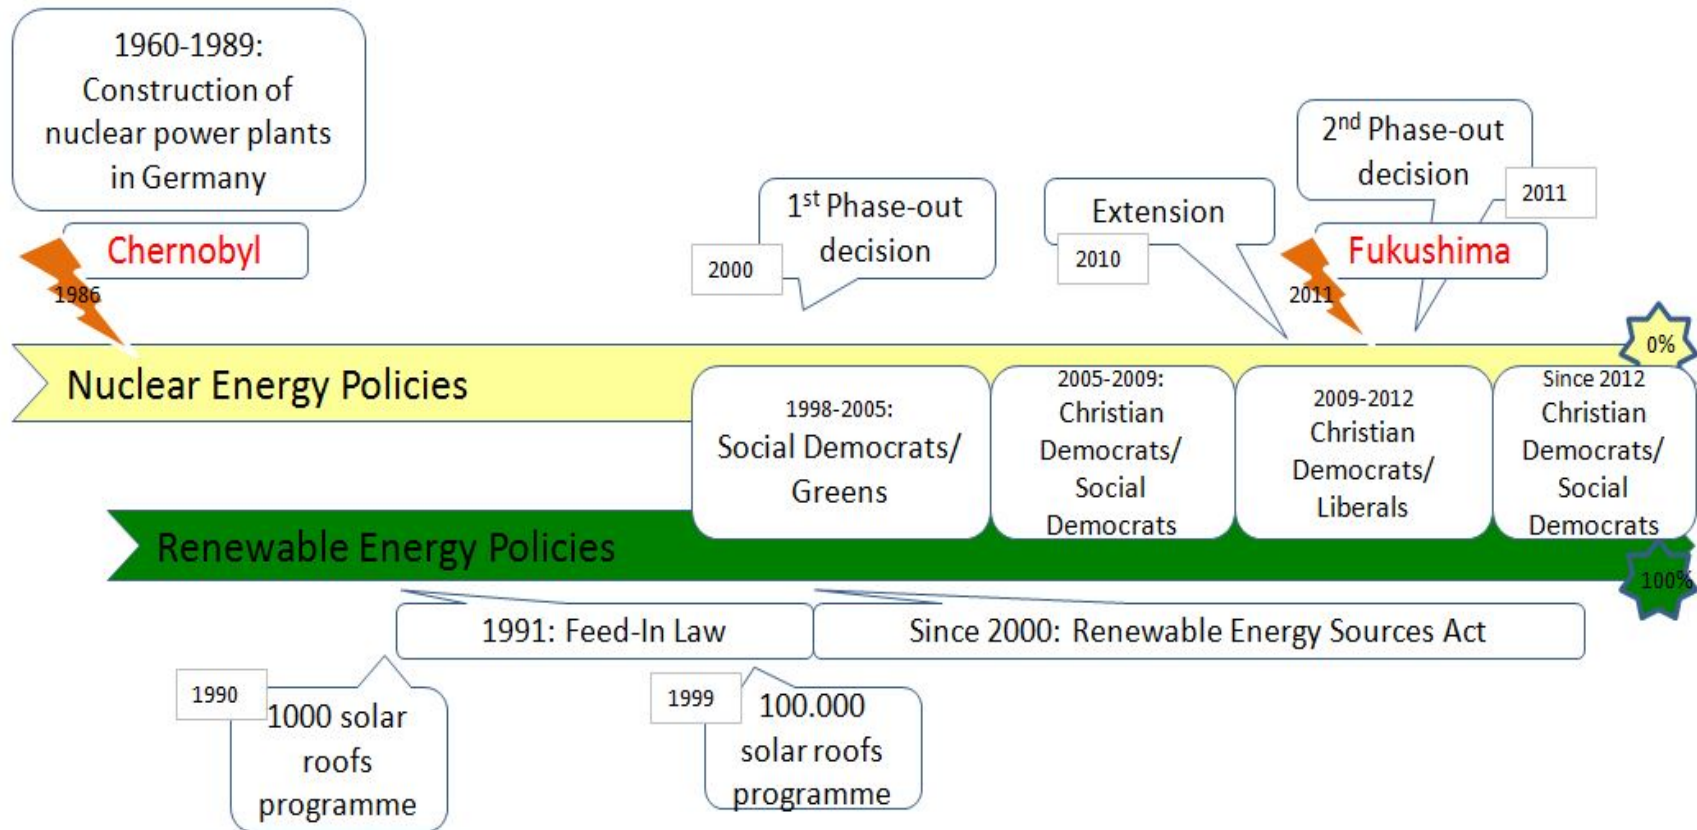 1960-1989:
Construction of
nuclear power plants
in Germany
Chernobyl
1986
1st Phase-out
decision
2000
Extension
2010
2nd Phase-out
decision
2011
Fukushima
2011
0%
Nuclear Energy Policies
1998-2005:
Social Democrats/
Greens
2005-2009:
Christian
Democrats/
Social
Democrats
2009-2012
Christian
Democrats/
Liberals
Since 2012
Christian
Democrats/
Social
Democrats
Renewable Energy Policies
100%
1991: Feed-In Law
Since 2000: Renewable Energy Sources Act
1990
1000 solar
roofs
programme
1999
100.000
solar roofs
programme